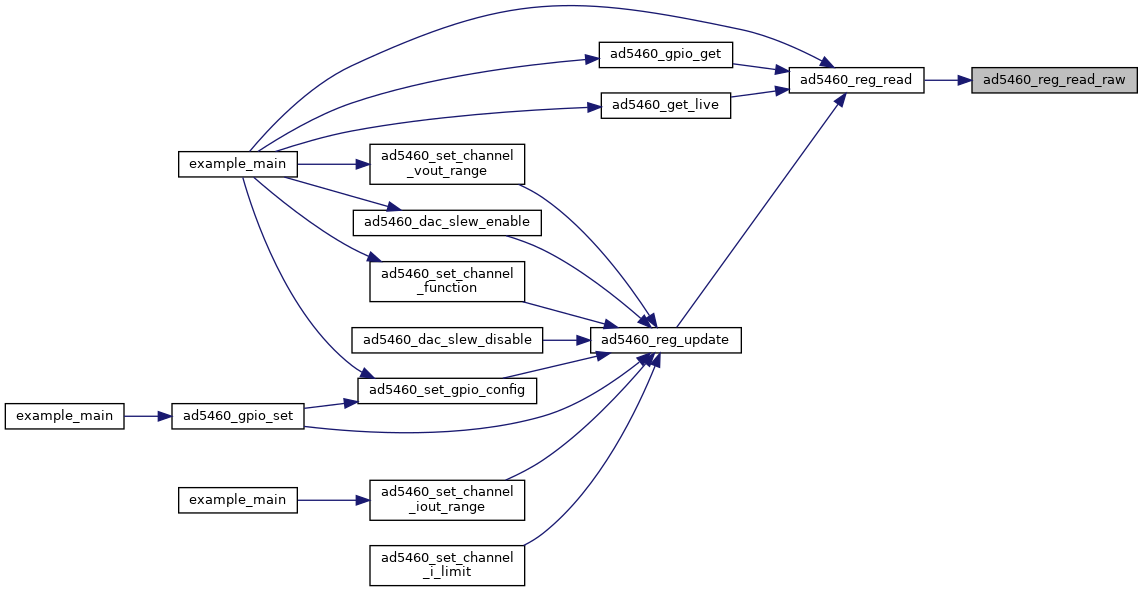 ad5460_gpio_get
ad5460_reg_read
ad5460_reg_read_raw
ad5460_get_live
example_main
ad5460_set_channel
_vout_range
ad5460_dac_slew_enable
ad5460_set_channel
_function
ad5460_dac_slew_disable
ad5460_reg_update
ad5460_set_gpio_config
example_main
ad5460_gpio_set
example_main
ad5460_set_channel
_iout_range
ad5460_set_channel
_i_limit